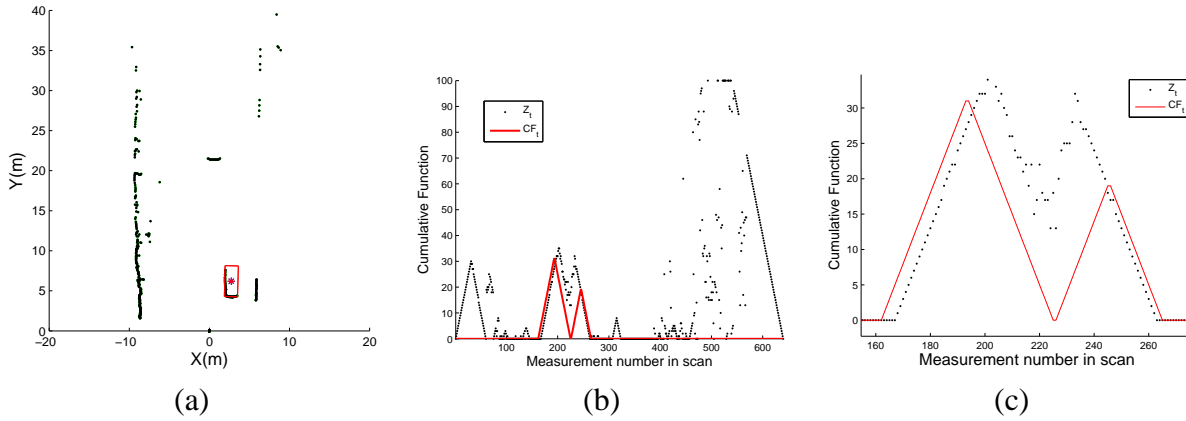 40
35
30
25
20
15
10
5
0
Y(m)
−20 −10 0 10 20
X(m)
(a)
100
90
80
70
60
50
40
30
20
10
0
Cumulative Function
Z_t
CF_t
100 200 300 400 500 600
Measurement number in scan
(b)
30
25
20
15
10
5
0
Cumulative Function
Z_t
CF_t
160 180 200 220 240 260
Measurement number in scan
(c)